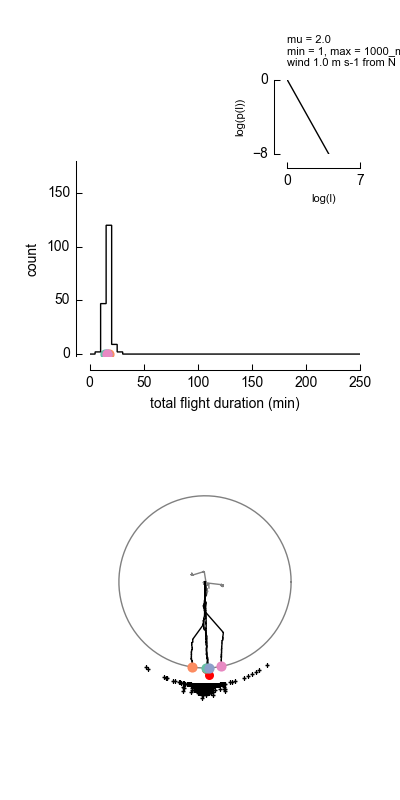 mu = 2.0
min = 1, max = 1000_m
wind 1.0 m s-1 from N
0
−8
log(p(l))
0
7
log(l)
150
100
50
0
count
0
50
100
150
200
250
total flight duration (min)